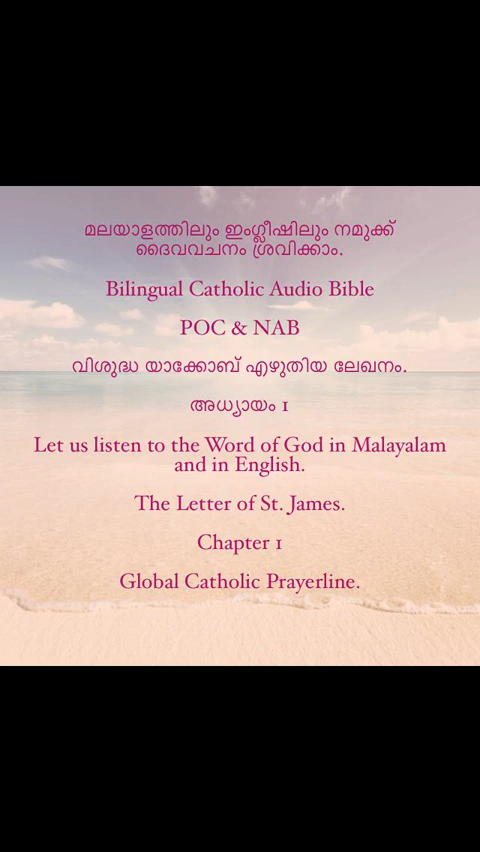 മലയാളത്തിലും ഇംഗ്ലീഷിലും നമുക്ക്
ദൈവവചനം ശ്രവിക്കാം.
Bilingual Catholic Audio Bible
POC & NAB
വിശുദ്ധ യാക്കോബ് എഴുതിയ ലേഖനം.
അധ്യായം 1
Let us listen to the Word of God in Malayalam
and in English.
The Letter of St. James.
Chapter 1
Global Catholic Prayerline.